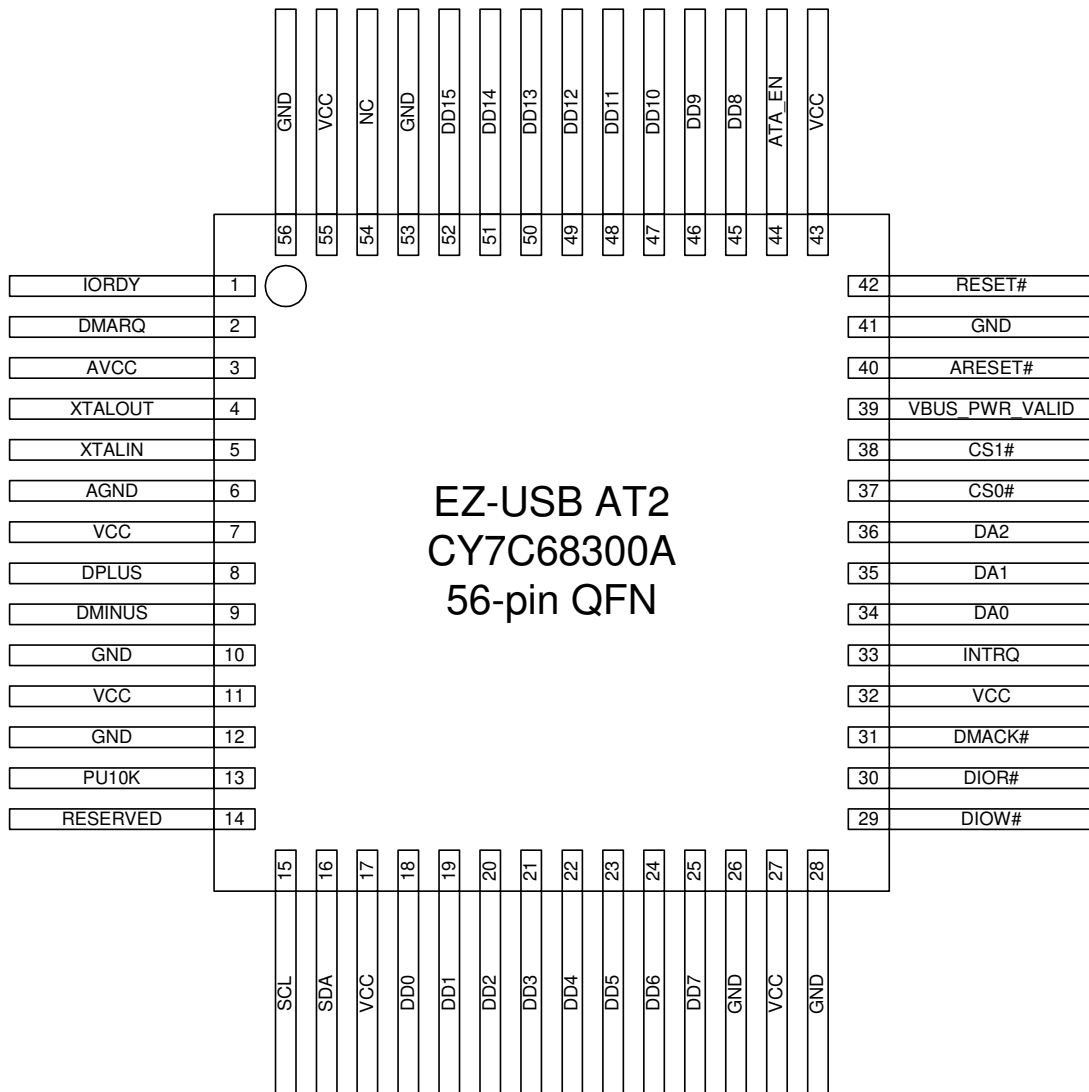 GND
VCC
NC
GND
DD15
DD14
DD13
DD12
DD11
DD10
DD9
DD8
ATA_EN
VCC
56
55
54
53
52
51
50
49
48
47
46
45
44
43
IORDY 1
DMARQ 2
AVCC 3
XTALOUT 4
XTALIN 5
AGND 6
VCC 7
DPLUS 8
DMINUS 9
GND 10
VCC 11
GND 12
PU10K 13
RESERVED 14
EZ-USB AT2
CY7C68300A
56-pin QFN
42 RESET#
41 GND
40 ARESET#
39 VBUS_PWR_VALID
38 CS1#
37 CS0#
36 DA2
35 DA1
34 DA0
33 INTRQ
32 VCC
31 DMACK#
30 DIOR#
29 DIOW#
15
16
17
18
19
20
21
22
23
24
25
26
27
28
SCL
SDA
VCC
DD0
DD1
DD2
DD3
DD4
DD5
DD6
DD7
GND
VCC
GND